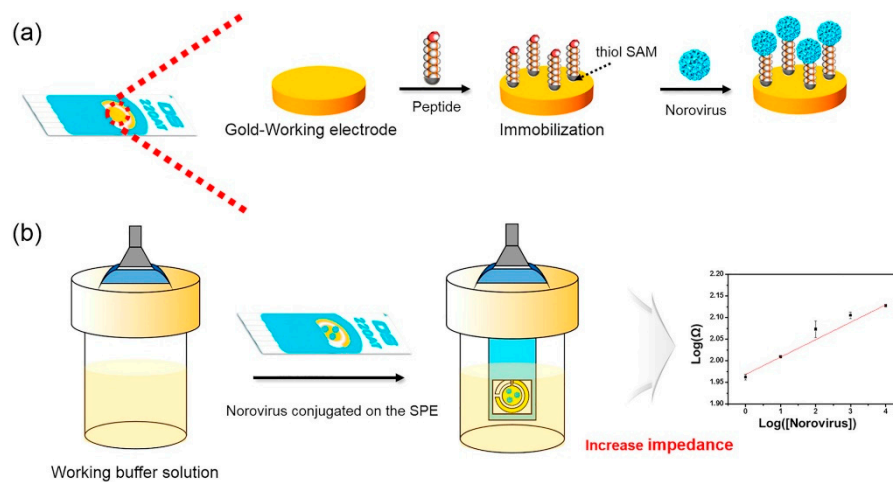 (a)
Gold-Working electrode
Peptide
thiol SAM
Immobilization
Norovirus
(b)
Working buffer solution
Norovirus conjugated on the SPE
Increase impedance
Log(Ω)
2.20
2.15
2.10
2.05
2.00
1.95
1.90
0 1 2 3 4
Log([Norovirus])